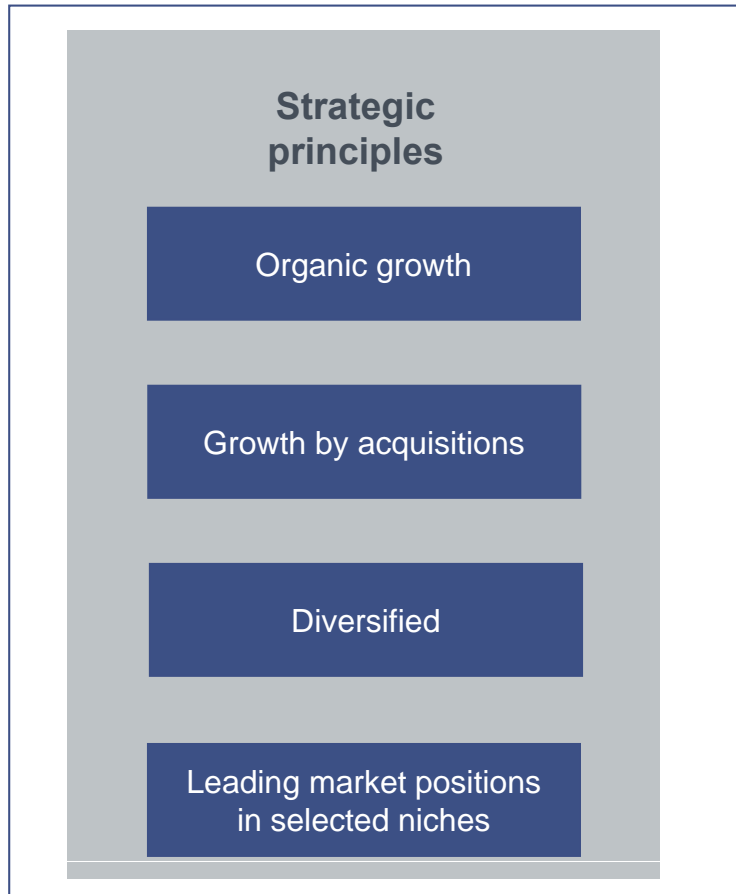 Strategic
principles
Organic growth
Growth by acquisitions
Diversified
Leading market positions
in selected niches